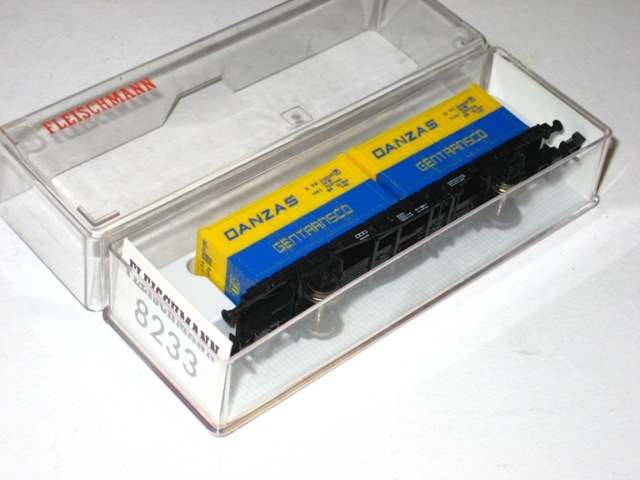 FLEISCHMANN
DANZAS
GENTRANSCO
DANZAS
GENTRANSCO
FLEISCHMANN
8233